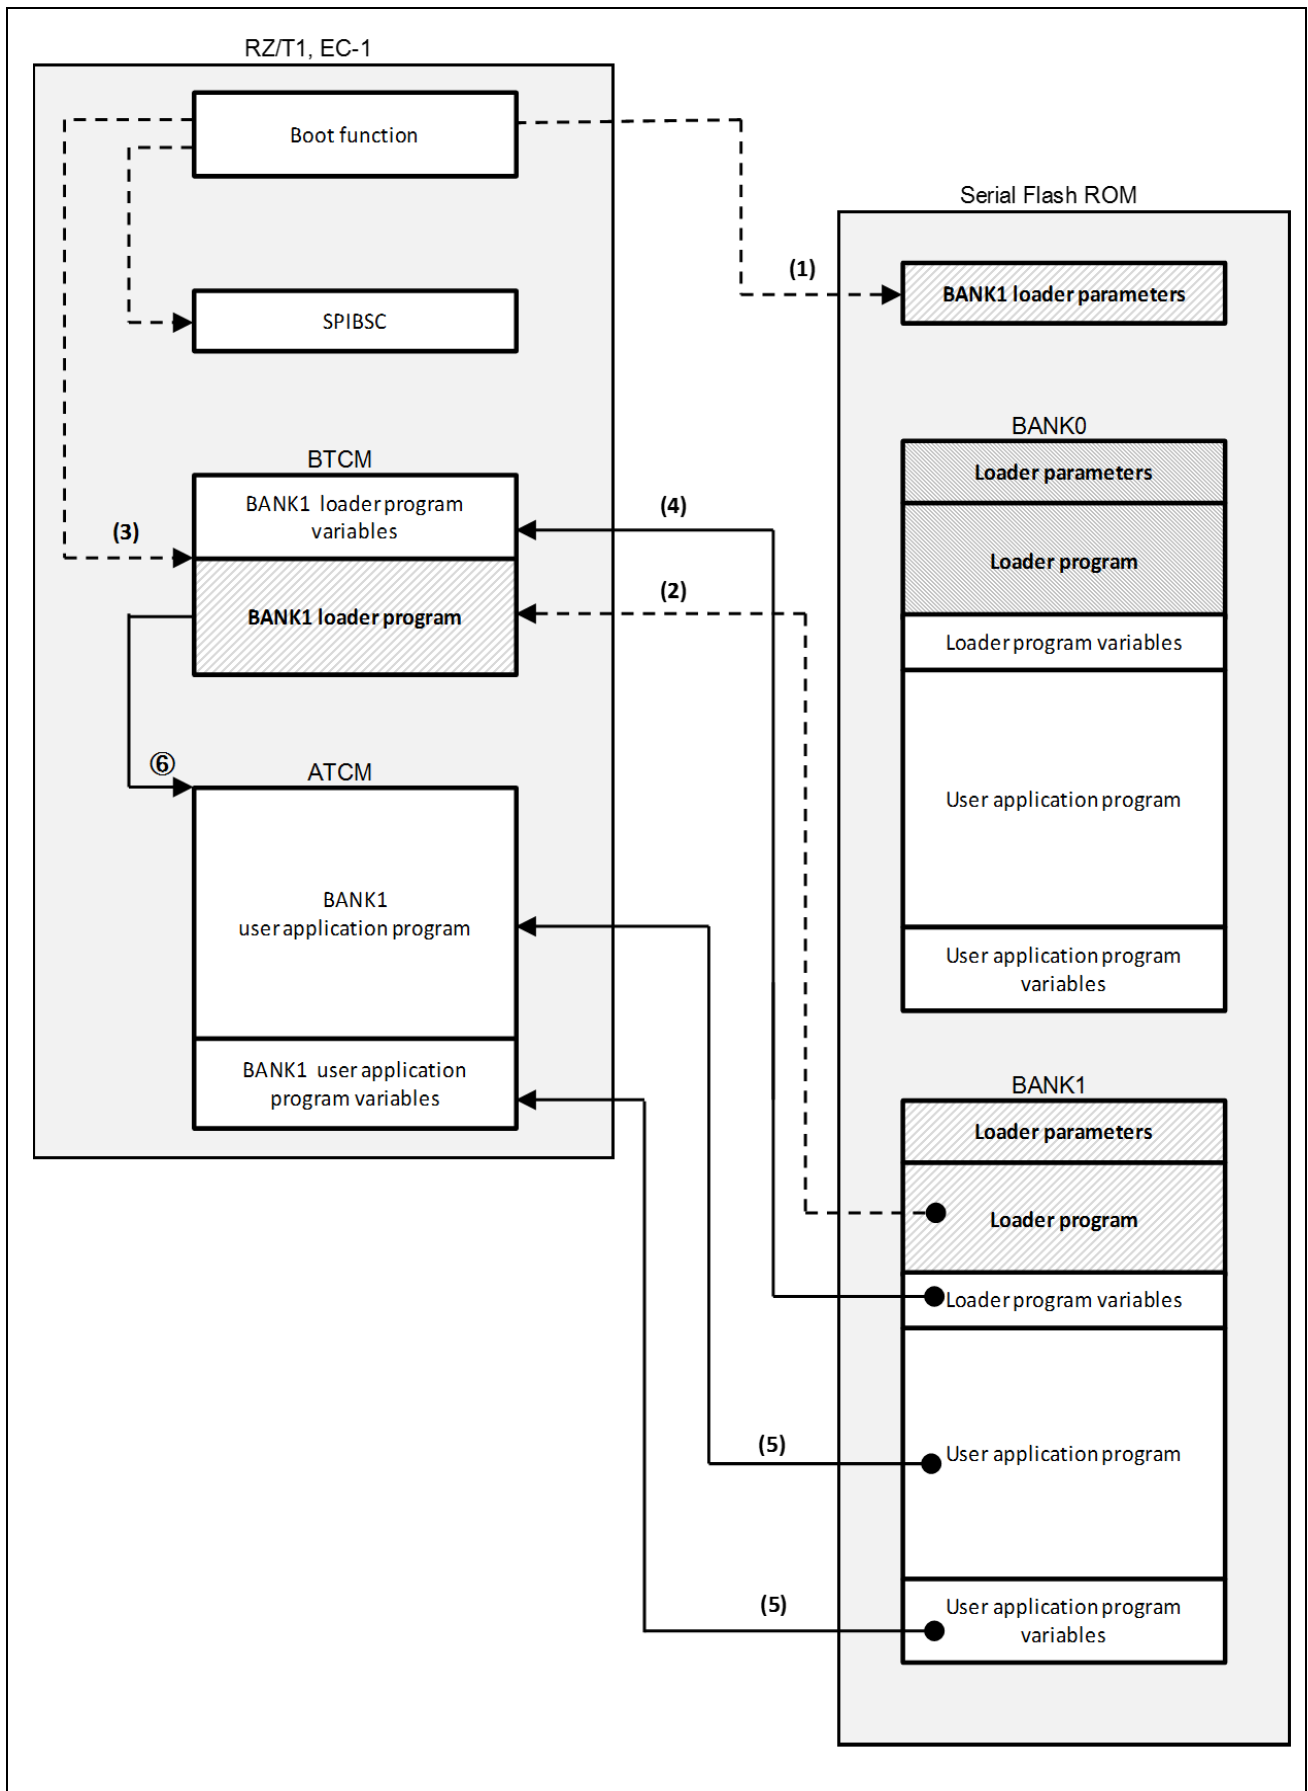 RZ/T1, EC-1
Boot function
SPIBSC
BTCM
BANK1 loader program
variables
(3)
BANK1 loader program
⑥
ATCM
BANK1
user application program
BANK1 user application
program variables
(1)
(4)
(2)
(5)
(5)
Serial Flash ROM
BANK1 loader parameters
BANK0
Loader parameters
Loader program
Loader program variables
User application program
User application program
variables
BANK1
Loader parameters
Loader program
Loader program variables
User application program
User application program
variables